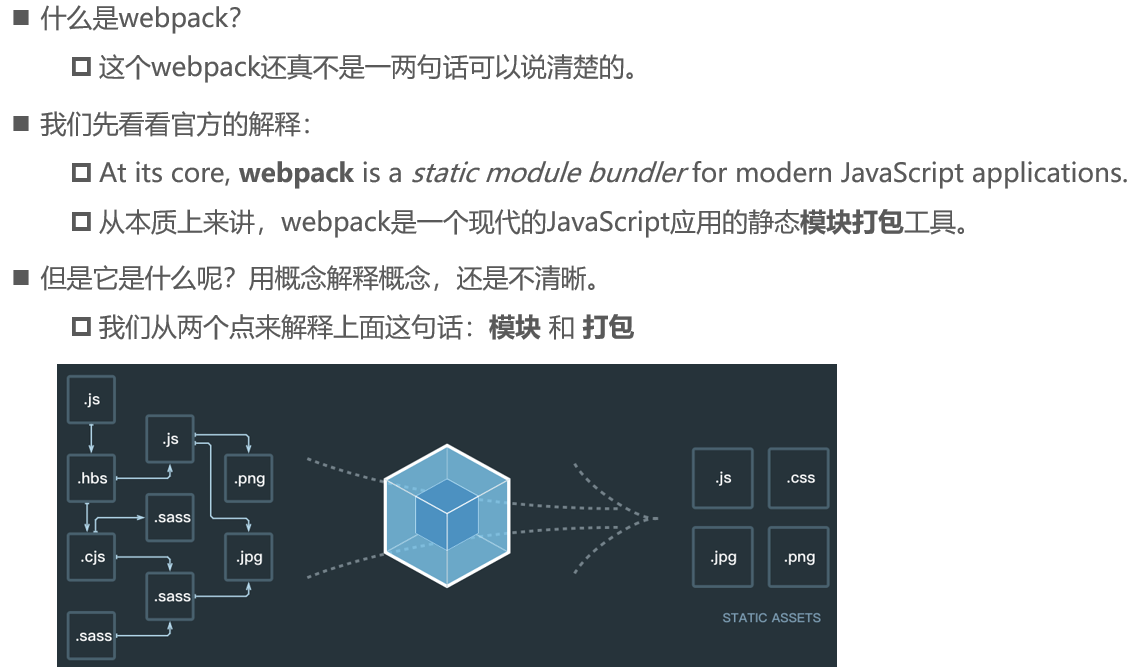 什么是webpack？
这个webpack还真不是一两句话可以说清楚的。
我们先看看官方的解释：
At its core, webpack is a static module bundler for modern JavaScript applications.
从本质上来讲，webpack是一个现代的JavaScript应用的静态模块打包工具。
但是它是什么呢？用概念解释概念，还是不清晰。
我们从两个点来解释上面这句话：模块 和 打包
.js
.js
.hbs
.png
.sass
.cjs
.jpg
.sass
.sass
.js
.css
.jpg
.png
STATIC ASSETS